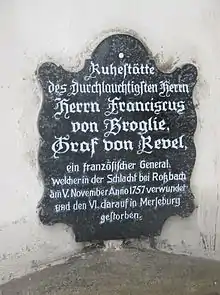 Ruhestätte
des Durchlauchtigsten Herrn
Herrn Franciscus
von Broglie,
Graf von Revel,
ein französischer General,
welcher in der Schlacht bei Roßbach
am V. November Anno 1757 verwundet
und den VI. darauf in Merseburg
gestorben.